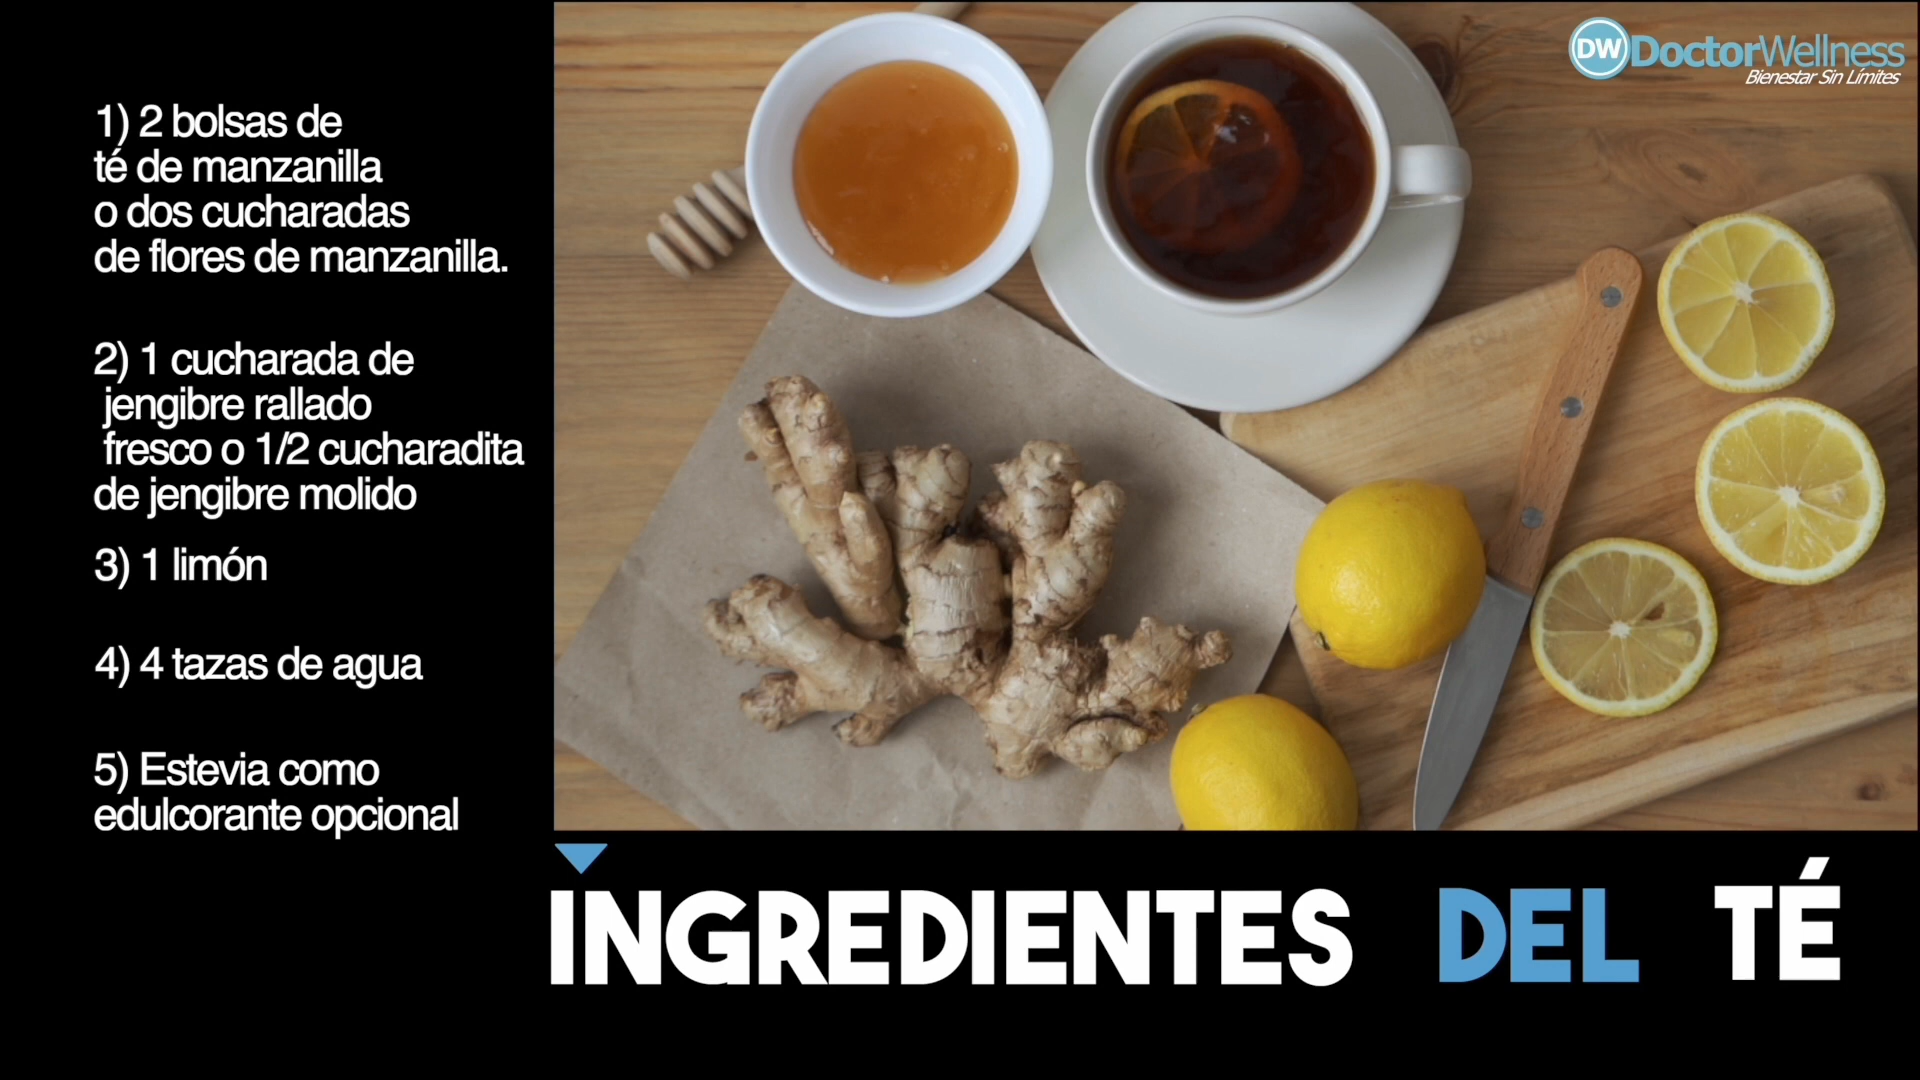 DW DoctorWellness
Bienestar Sin Límites
1) 2 bolsas de
té de manzanilla
o dos cucharadas
de flores de manzanilla.
2) 1 cucharada de
jengibre rallado
fresco o 1/2 cucharadita
de jengibre molido
3) 1 limón
4) 4 tazas de agua
5) Estevia como
edulcorante opcional
INGREDIENTES DEL TÉ